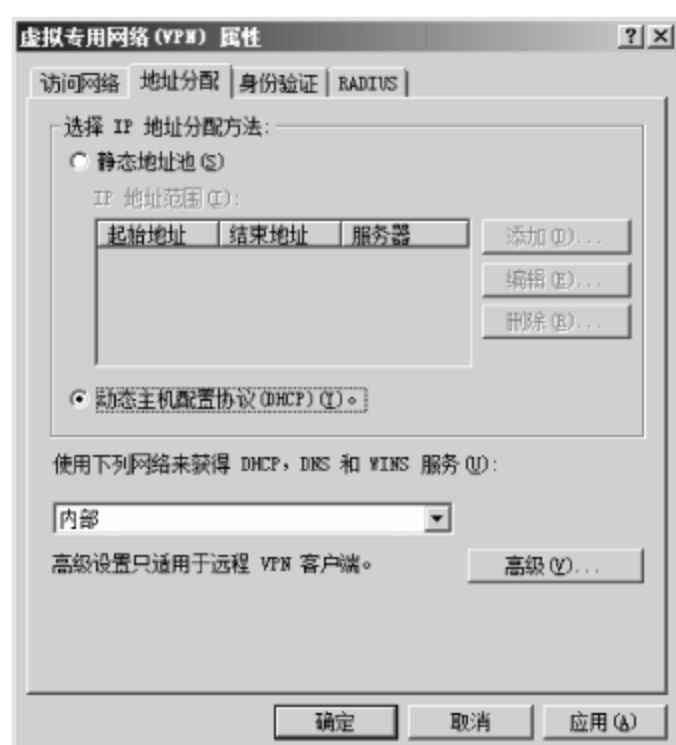 虚拟专用网络(VPN) 属性
访问网络 地址分配 身份验证 RADIUS
选择 IP 地址分配方法:
静态地址池(S)
IP 地址范围(I):
起始地址 结束地址 服务器
添加(D)...
编辑(E)...
删除(R)...
动态主机配置协议(DHCP)(Y)。
使用下列网络来获得 DHCP,DNS 和 WINS 服务(U):
内部
高级设置只适用于远程 VPN 客户端。
高级(V)...
确定 取消 应用(A)